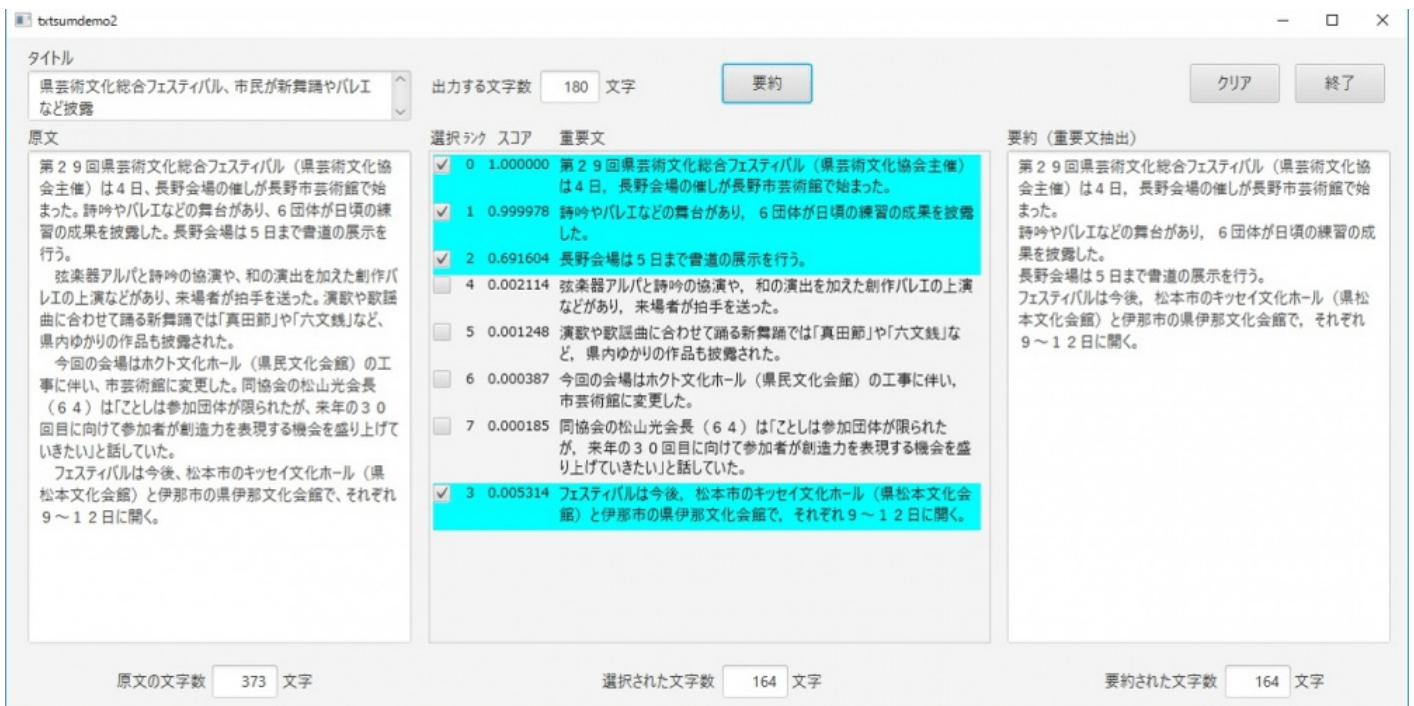 txtsumdemo2
タイトル
県芸術文化総合フェスティバル、市民が新舞踊やバレエ
など披露
出力する文字数 180 文字
要約
クリア
終了
原文
第２９回県芸術文化総合フェスティバル（県芸術文化協
会主催）は４日、長野会場の催しが長野市芸術館で始
まった。詩吟やバレエなどの舞台があり、６団体が日頃の練
習の成果を披露した。長野会場は５日まで書道の展示を
行う。
弦楽器アルパと詩吟の協演や、和の演出を加えた創作バ
レエの上演などがあり、来場者が拍手を送った。演歌や歌謡
曲に合わせて踊る新舞踊では「真田節」や「六文銭」など、
県内ゆかりの作品も披露された。
今回の会場はホクト文化ホール（県民文化会館）の工
事に伴い、市芸術館に変更した。同協会の松山光会長
（６４）は「ことしは参加団体が限られたが、来年の３０
回目に向けて参加者が創造力を表現する機会を盛り上げて
いきたい」と話していた。
フェスティバルは今後、松本市のキッセイ文化ホール（県
松本文化会館）と伊那市の県伊那文化会館で、それぞれ
９～１２日に開く。
原文の文字数 373 文字
選択 ランク スコア 重要文
0 1.000000 第２９回県芸術文化総合フェスティバル（県芸術文化協会主催）
は４日，長野会場の催しが長野市芸術館で始まった。
1 0.999978 詩吟やバレエなどの舞台があり，６団体が日頃の練習の成果を披露
した。
2 0.691604 長野会場は５日まで書道の展示を行う。
4 0.002114 弦楽器アルパと詩吟の協演や，和の演出を加えた創作バレエの上演
などがあり，来場者が拍手を送った。
5 0.001248 演歌や歌謡曲に合わせて踊る新舞踊では「真田節」や「六文銭」な
ど，県内ゆかりの作品も披露された。
6 0.000387 今回の会場はホクト文化ホール（県民文化会館）の工事に伴い，
市芸術館に変更した。
7 0.000185 同協会の松山光会長（６４）は「ことしは参加団体が限られた
が，来年の３０回目に向けて参加者が創造力を表現する機会を盛
り上げていきたい」と話していた。
3 0.005314 フェスティバルは今後，松本市のキッセイ文化ホール（県松本文化会
館）と伊那市の県伊那文化会館で，それぞれ９～１２日に開く。
選択された文字数 164 文字
要約（重要文抽出）
第２９回県芸術文化総合フェスティバル（県芸術文化協
会主催）は４日，長野会場の催しが長野市芸術館で始
まった。
詩吟やバレエなどの舞台があり，６団体が日頃の練習の成
果を披露した。
長野会場は５日まで書道の展示を行う。
フェスティバルは今後，松本市のキッセイ文化ホール（県松
本文化会館）と伊那市の県伊那文化会館で，それぞれ
９～１２日に開く。
要約された文字数 164 文字